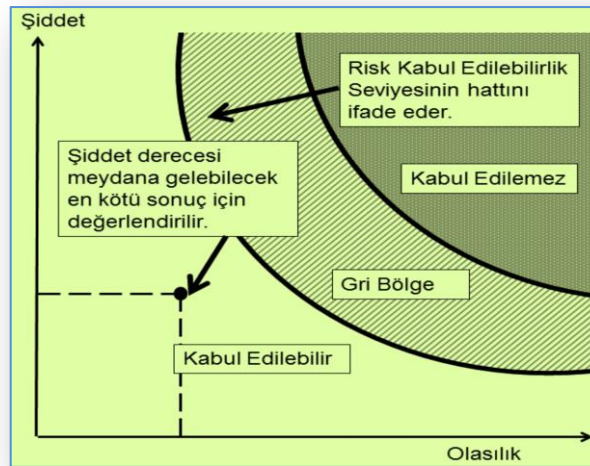 Şiddet
Risk Kabul Edilebilirlik
Seviyesinin hattını
ifade eder.
Şiddet derecesi
meydana gelebilecek
en kötü sonuç için
değerlendirilir.
Kabul Edilemez
Gri Bölge
Kabul Edilebilir
Olasılık